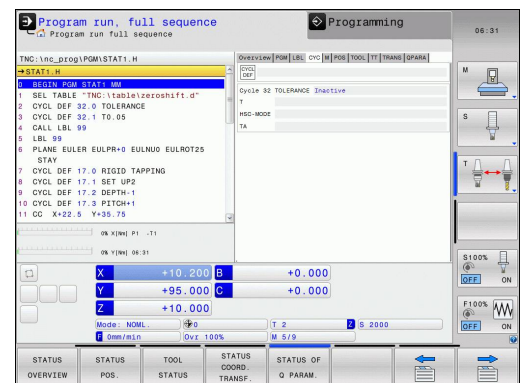 Program run, full sequence
Program run, full sequence
Programming
06:31
TNC:\nc_prog\PGM\STAT1.H
→STAT1.H
0 BEGIN PGM STAT1 MM
1 SEL TABLE "TNC:\table\zeroshift.d"
2 CYCL DEF 32.0 TOLERANCE
3 CYCL DEF 32.1 T0.05
4 CALL LBL 99
5 LBL 99
6 PLANE EULER EULPR+0 EULNU0 EULROT25
STAY
7 CYCL DEF 17.0 RIGID TAPPING
8 CYCL DEF 17.1 SET UP2
9 CYCL DEF 17.2 DEPTH-1
10 CYCL DEF 17.3 PITCH+1
11 CC X+22.5 Y+35.75
Overview PGM LBL CYC M POS TOOL TT TRANS QPARA
CYCL
DEF
Cycle 32 TOLERANCE Inactive
T
HSC-MODE
TA
0% X[Nm] P1 -T1
0% Y[Nm] 06:31
X +10.200 B +0.000
Y +95.000 C +0.000
Z +10.000
Mode: NOML. 0 T 2 Z S 2000
F 0mm/min Ovr 100% M 5/9
M
S
T
S100%
OFF ON
F100%
OFF ON
STATUS
OVERVIEW
STATUS
POS.
TOOL
STATUS
STATUS
COORD.
TRANSF.
STATUS OF
Q PARAM.